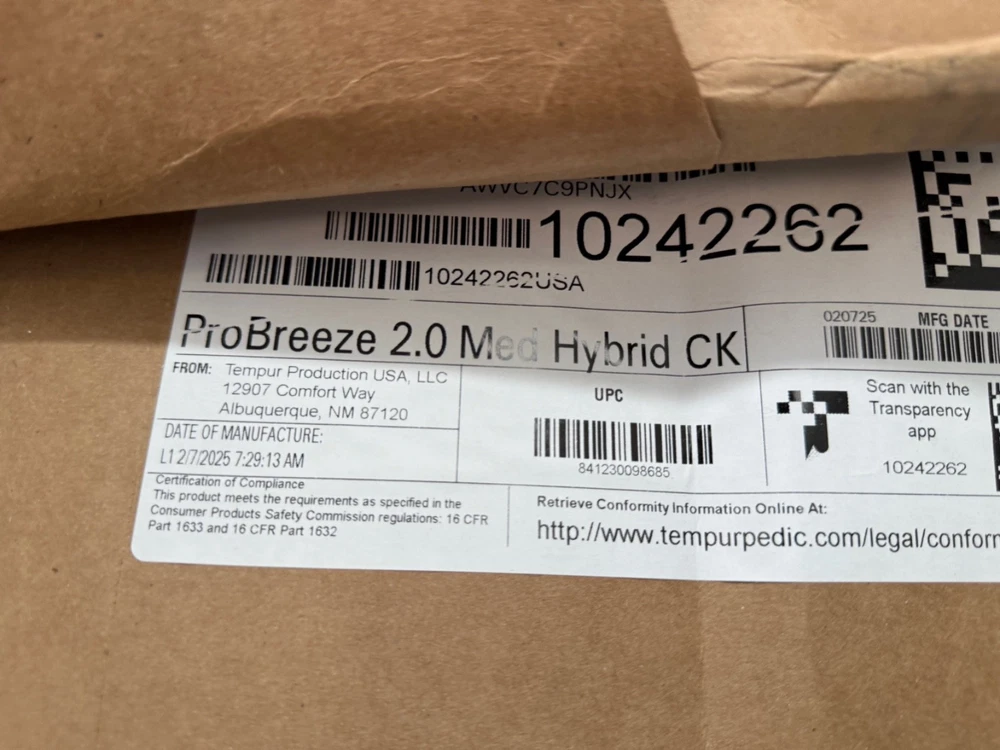 AWVC7C9PNJX
10242262
10242262USA
ProBreeze 2.0 Med Hybrid CK
020725 MFG DATE
FROM: Tempur Production USA, LLC
12907 Comfort Way
Albuquerque, NM 87120
UPC
841230098685
Scan with the
Transparency
app
10242262
DATE OF MANUFACTURE:
L1 2/7/2025 7:29:13 AM
Certification of Compliance
This product meets the requirements as specified in the
Consumer Products Safety Commission regulations: 16 CFR
Part 1633 and 16 CFR Part 1632
Retrieve Conformity Information Online At:
http://www.tempurpedic.com/legal/confor